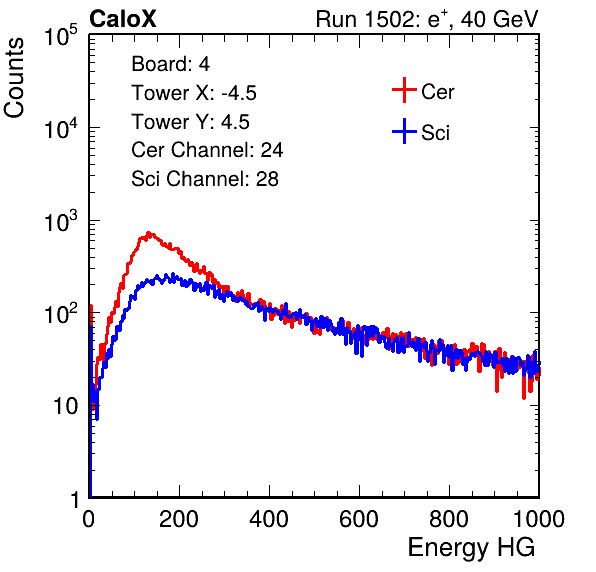 CaloX Run 1502: e⁺, 40 GeV
Board: 4
Tower X: -4.5
Tower Y: 4.5
Cer Channel: 24
Sci Channel: 28
Cer
Sci
Counts
10⁵
10⁴
10³
10²
10
1
0 200 400 600 800 1000
Energy HG